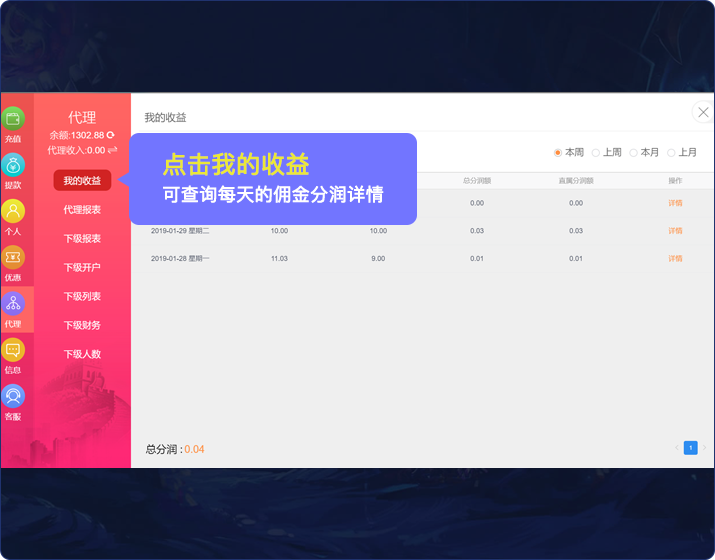 充值
提款
个人
优惠
代理
信息
客服
代理
余额:1302.88
代理收入:0.00
我的收益
代理报表
下级报表
下级开户
下级列表
下级财务
下级人数
我的收益
点击我的收益
可查询每天的佣金分润详情
本周 上周 本月 上月
总分润额 直属分润额 操作
0.00 0.00 详情
2019-01-29 星期二 10.00 10.00 0.03 0.03 详情
2019-01-28 星期一 11.03 9.00 0.01 0.01 详情
总分润 : 0.04
1